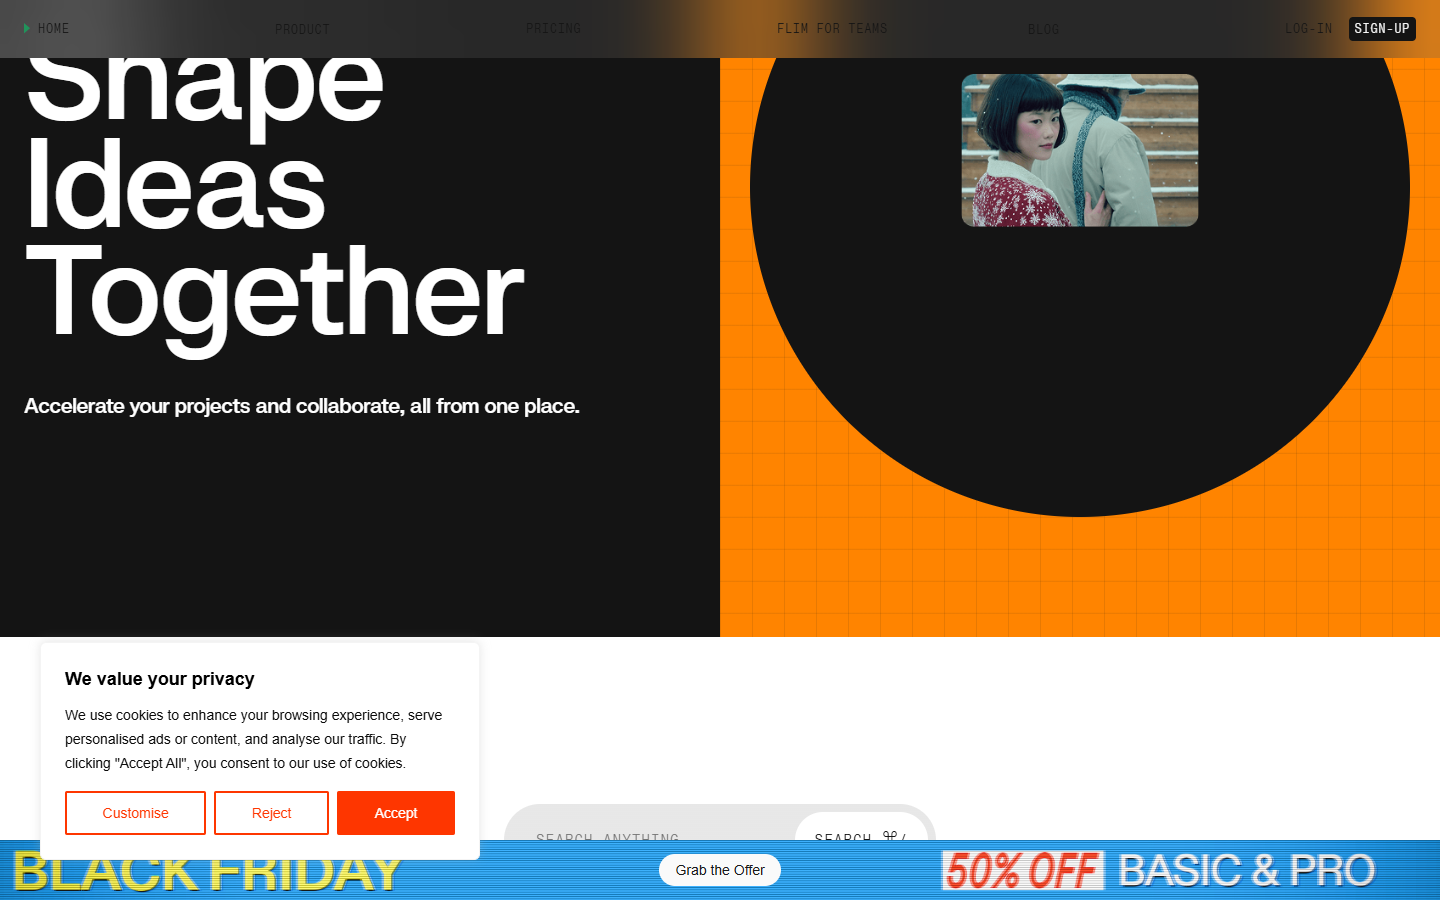 HOME
PRODUCT
PRICING
FLIM FOR TEAMS
BLOG
LOG-IN
SIGN-UP
Shape
Ideas
Together
Accelerate your projects and collaborate, all from one place.
We value your privacy
We use cookies to enhance your browsing experience, serve
personalised ads or content, and analyse our traffic. By
clicking "Accept All", you consent to our use of cookies.
Customise
Reject
Accept
SEARCH ANYTHING
SEARCH ⌘/
BLACK FRIDAY
Grab the Offer
50% OFF BASIC & PRO